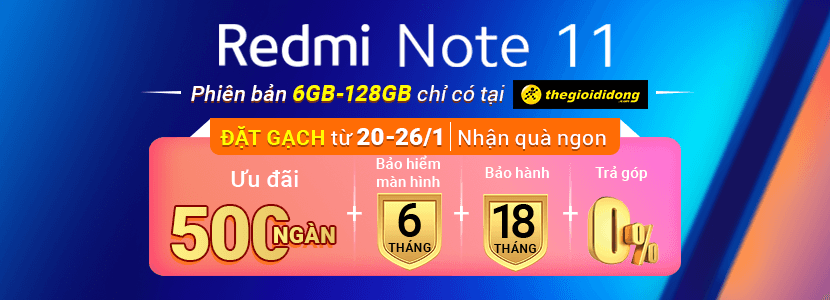 Redmi Note 11
Phiên bản 6GB-128GB chỉ có tại thegioididong.com
ĐẶT GẠCH từ 20-26/1 | Nhận quà ngon
Ưu đãi
500 NGÀN
+
Bảo hiểm
màn hình
6
THÁNG
+
Bảo hành
18
THÁNG
+
Trả góp
0%